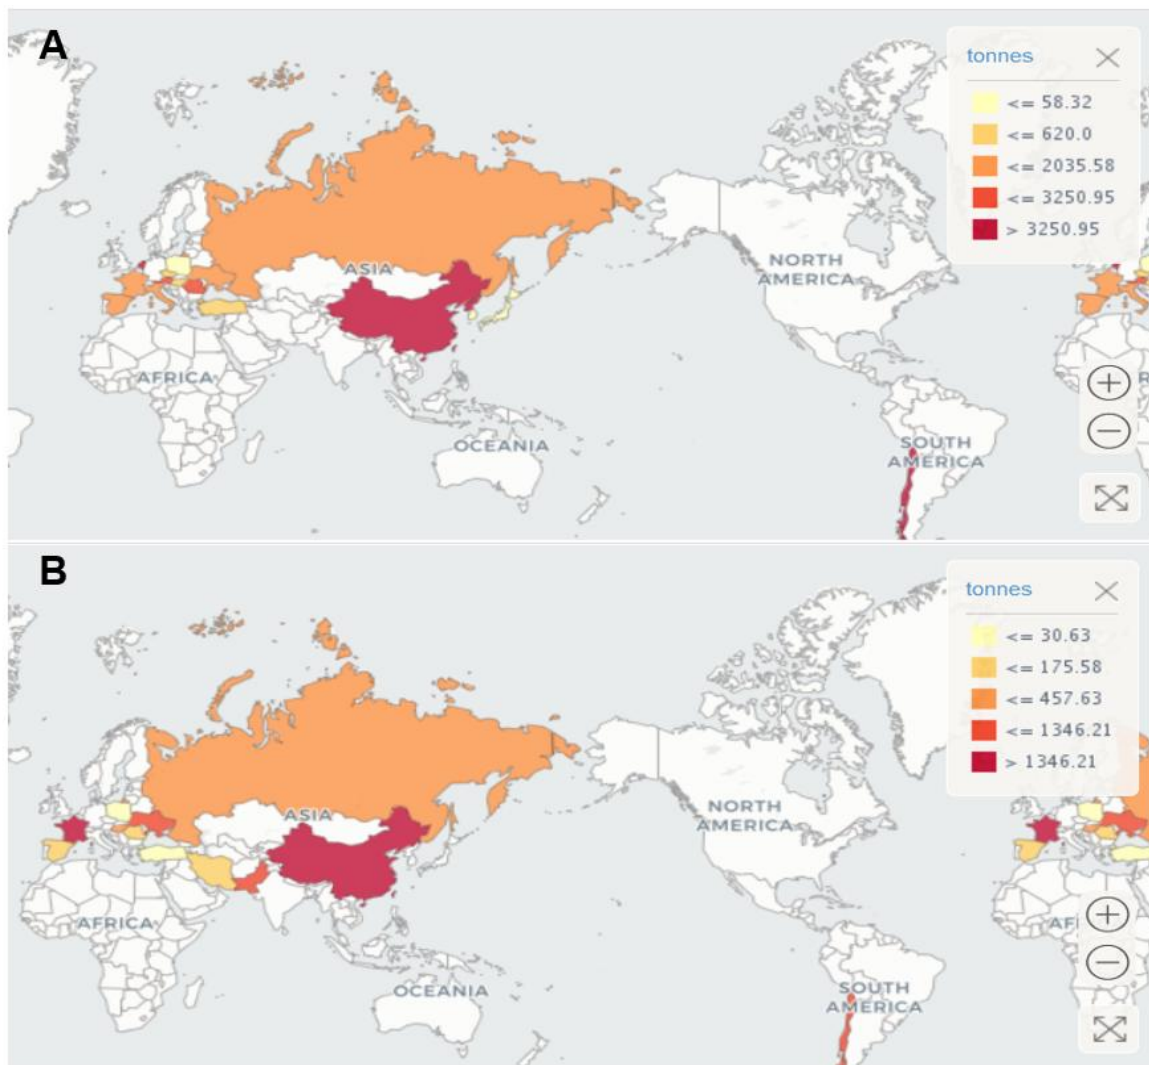 A
tonnes
<= 58.32
<= 620.0
<= 2035.58
<= 3250.95
> 3250.95
ASIA
NORTH
AMERICA
AFRICA
OCEANIA
SOUTH
AMERICA
B
tonnes
<= 30.63
<= 175.58
<= 457.63
<= 1346.21
> 1346.21
ASIA
NORTH
AMERICA
AFRICA
AFI
OCEANIA
SOUTH
AMERICA